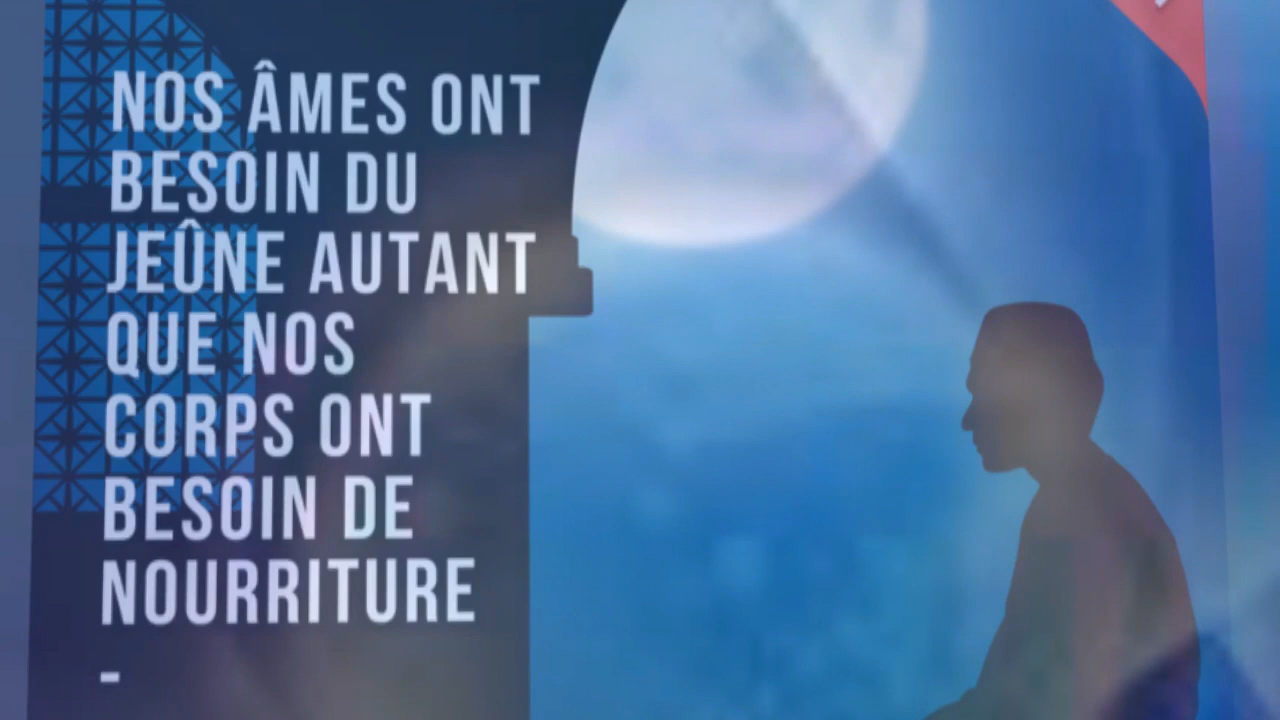 NOS ÂMES ONT
BESOIN DU
JEÛNE AUTANT
QUE NOS
CORPS ONT
BESOIN DE
NOURRITURE
-